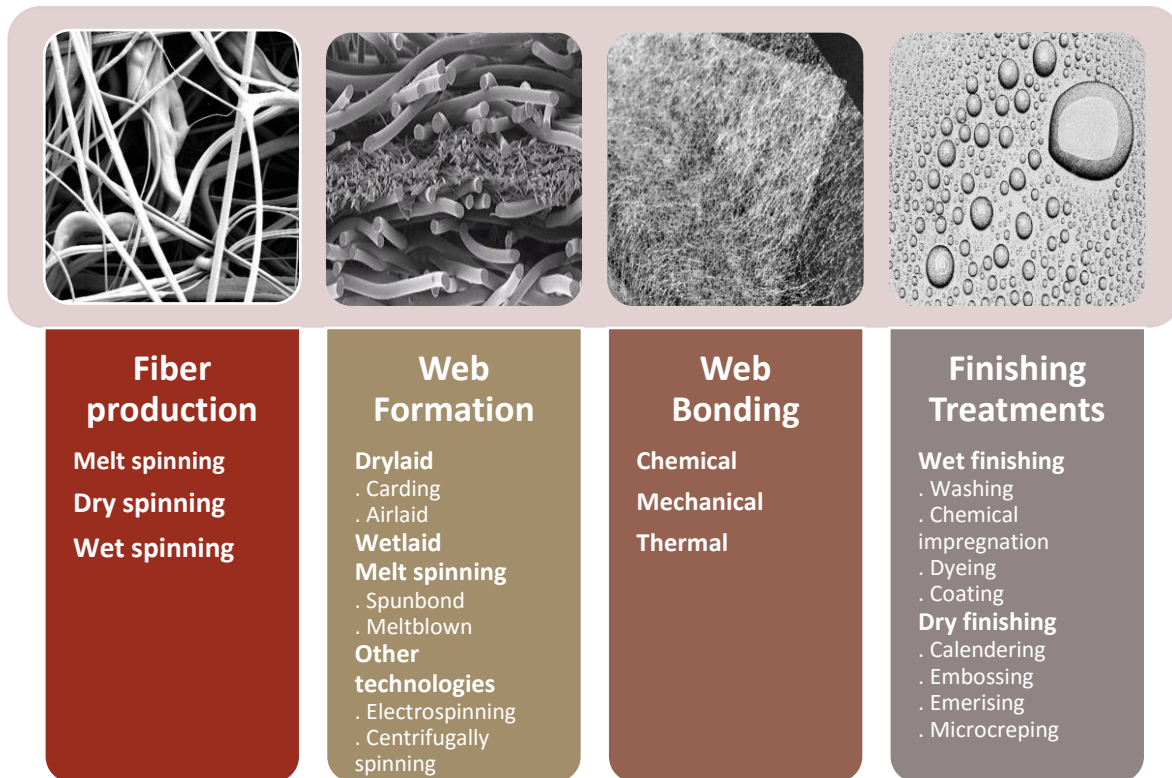 Fiber
production
Melt spinning
Dry spinning
Wet spinning
Web
Formation
Drylaid
. Carding
. Airlaid
Wetlaid
Melt spinning
. Spunbond
. Meltblown
Other
technologies
. Electrospinning
. Centrifugally
spinning
Web
Bonding
Chemical
Mechanical
Thermal
Finishing
Treatments
Wet finishing
. Washing
. Chemical
impregnation
. Dyeing
. Coating
Dry finishing
. Calendering
. Embossing
. Emerising
. Microcreping